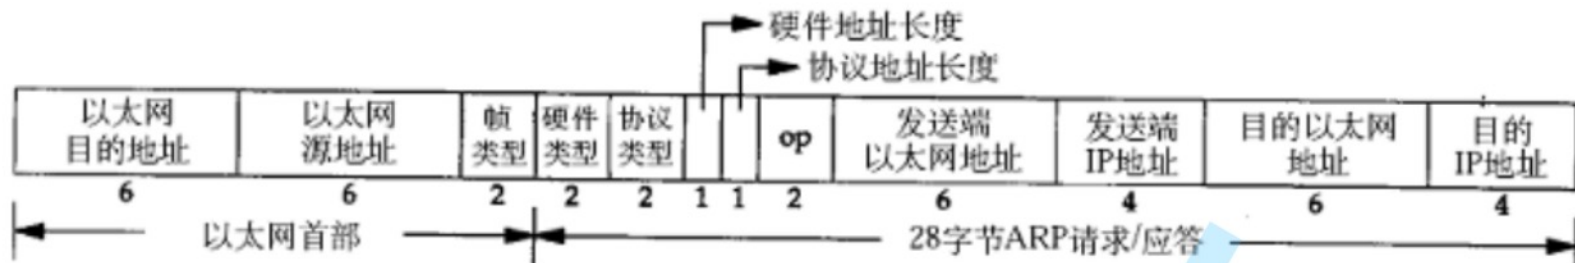 硬件地址长度
协议地址长度
以太网
目的地址
以太网
源地址
帧
类型
硬件
类型
协议
类型
op
发送端
以太网地址
发送端
IP地址
目的以太网
地址
目的
IP地址
6 6 2 2 2 1 1 2 6 4 6 4
以太网首部 28字节ARP请求/应答